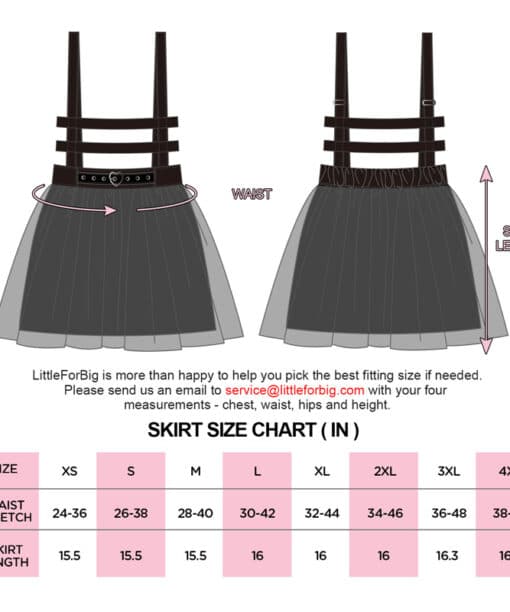 WAIST
S
LE
LittleForBig is more than happy to help you pick the best fitting size if needed.
Please send us an email to service@littleforbig.com with your four
measurements - chest, waist, hips and height.
SKIRT SIZE CHART ( IN )
IZE XS S M L XL 2XL 3XL 4X
AIST
ETCH 24-36 26-38 28-40 30-42 32-44 34-46 36-48 38-
KIRT
NGTH 15.5 15.5 15.5 16 16 16 16.3 16